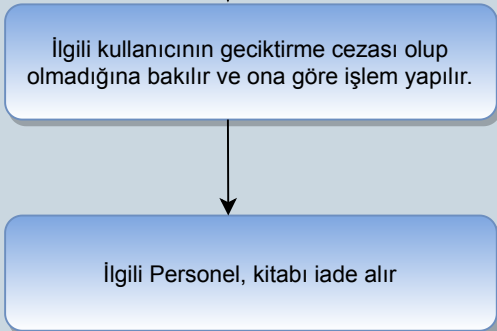 İlgili kullanıcının geciktirme cezası olup
olmadığına bakılır ve ona göre işlem yapılır.
İlgili Personel, kitabı iade alır